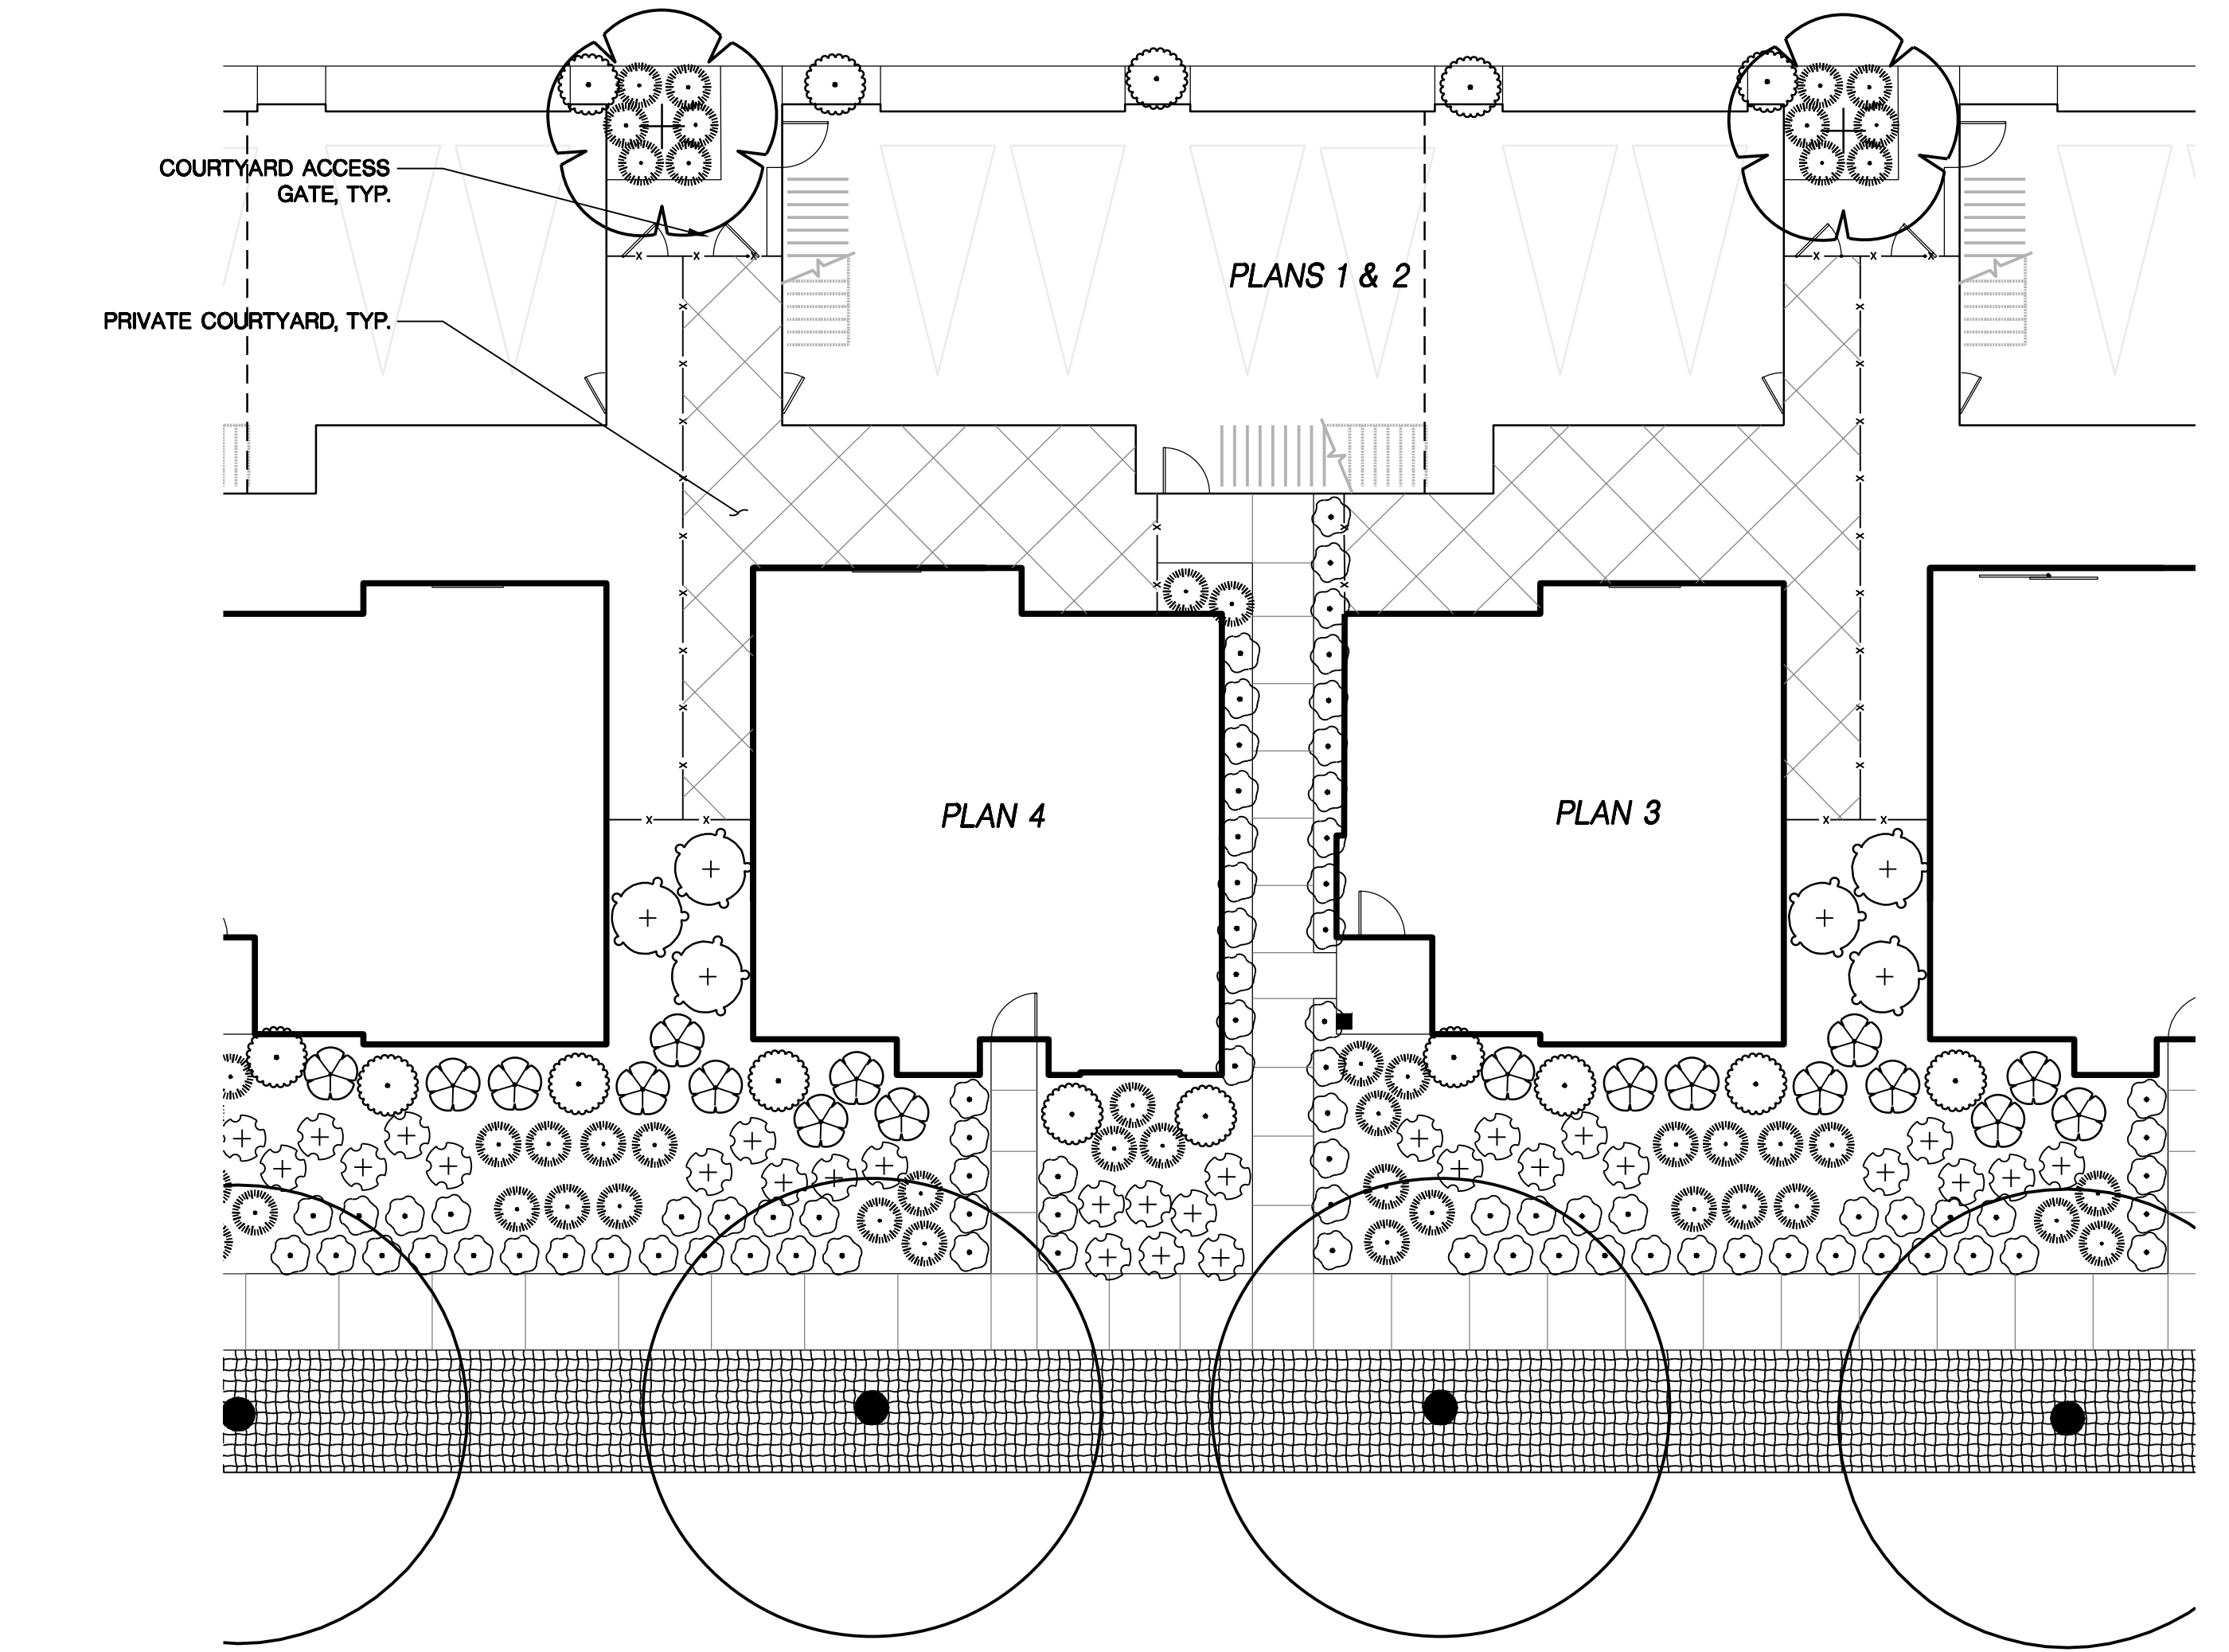 COURTYARD ACCESS
GATE, TYP.
PLANS 1 & 2
PRIVATE COURTYARD, TYP.
PLAN 4
PLAN 3